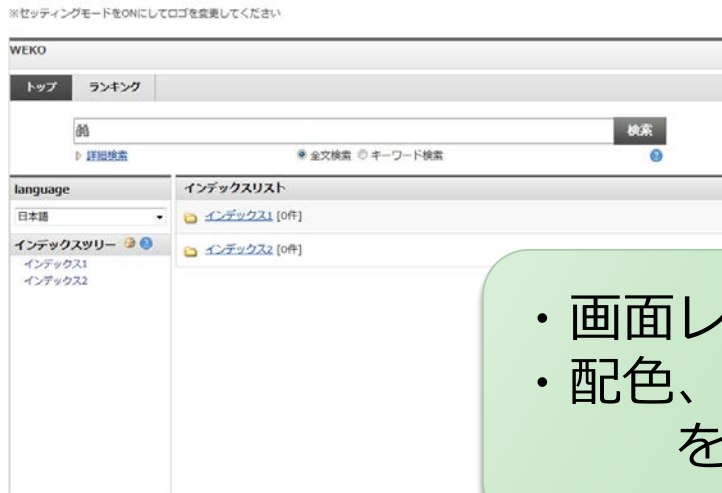 ※セッティングモードをONにしてロゴを変更してください
WEKO
トップ ランキング
検索
詳細検索 全文検索 キーワード検索
language インデックスリスト
日本語 インデックス1 [0件]
インデックスツリー インデックス2 [0件]
インデックス1
インデックス2
・画面レ
・配色、
を